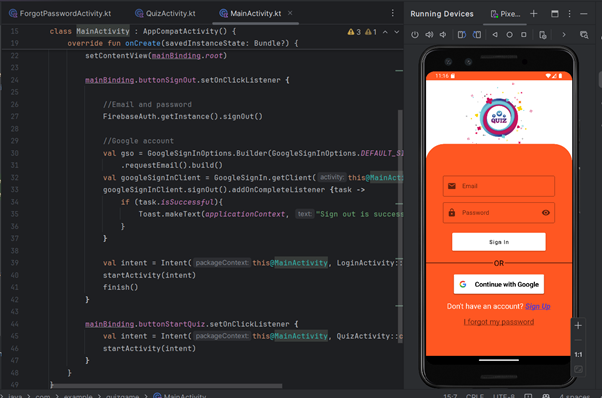 ForgotPasswordActivity.kt QuizActivity.kt MainActivity.kt
Running Devices Pixe...
15 class MainActivity : AppCompatActivity() {
3 1
19 override fun onCreate(savedInstanceState: Bundle?) {
22 setContentView(mainBinding.root)
23
24 mainBinding.buttonSignOut.setOnClickListener {
25
26 //Email and password
27 FirebaseAuth.getInstance().signOut()
28
29 //Google account
30 val gso = GoogleSignInOptions.Builder(GoogleSignInOptions.DEFAULT_SI
31 .requestEmail().build()
32 val googleSignInClient = GoogleSignIn.getClient( activity: this@MainActi
33 googleSignInClient.signOut().addOnCompleteListener {task ->
34 if (task.isSuccessful){
35 Toast.makeText(applicationContext, text: "Sign out is success
36 }
37 }
38
39 val intent = Intent( packageContext: this@MainActivity, LoginActivity::
40 startActivity(intent)
41 finish()
42 }
43
44 mainBinding.buttonStartQuiz.setOnClickListener {
45 val intent = Intent( packageContext: this@MainActivity, QuizActivity::c
46 startActivity(intent)
47 }
48 }
49 }
java com example quizgame MainActivity
15:7 CRLF UTF-8 4 spaces
11:16
QUIZ
Email
Password
Sign In
OR
Continue with Google
Don't have an account? Sign Up
I forgot my password
1:1